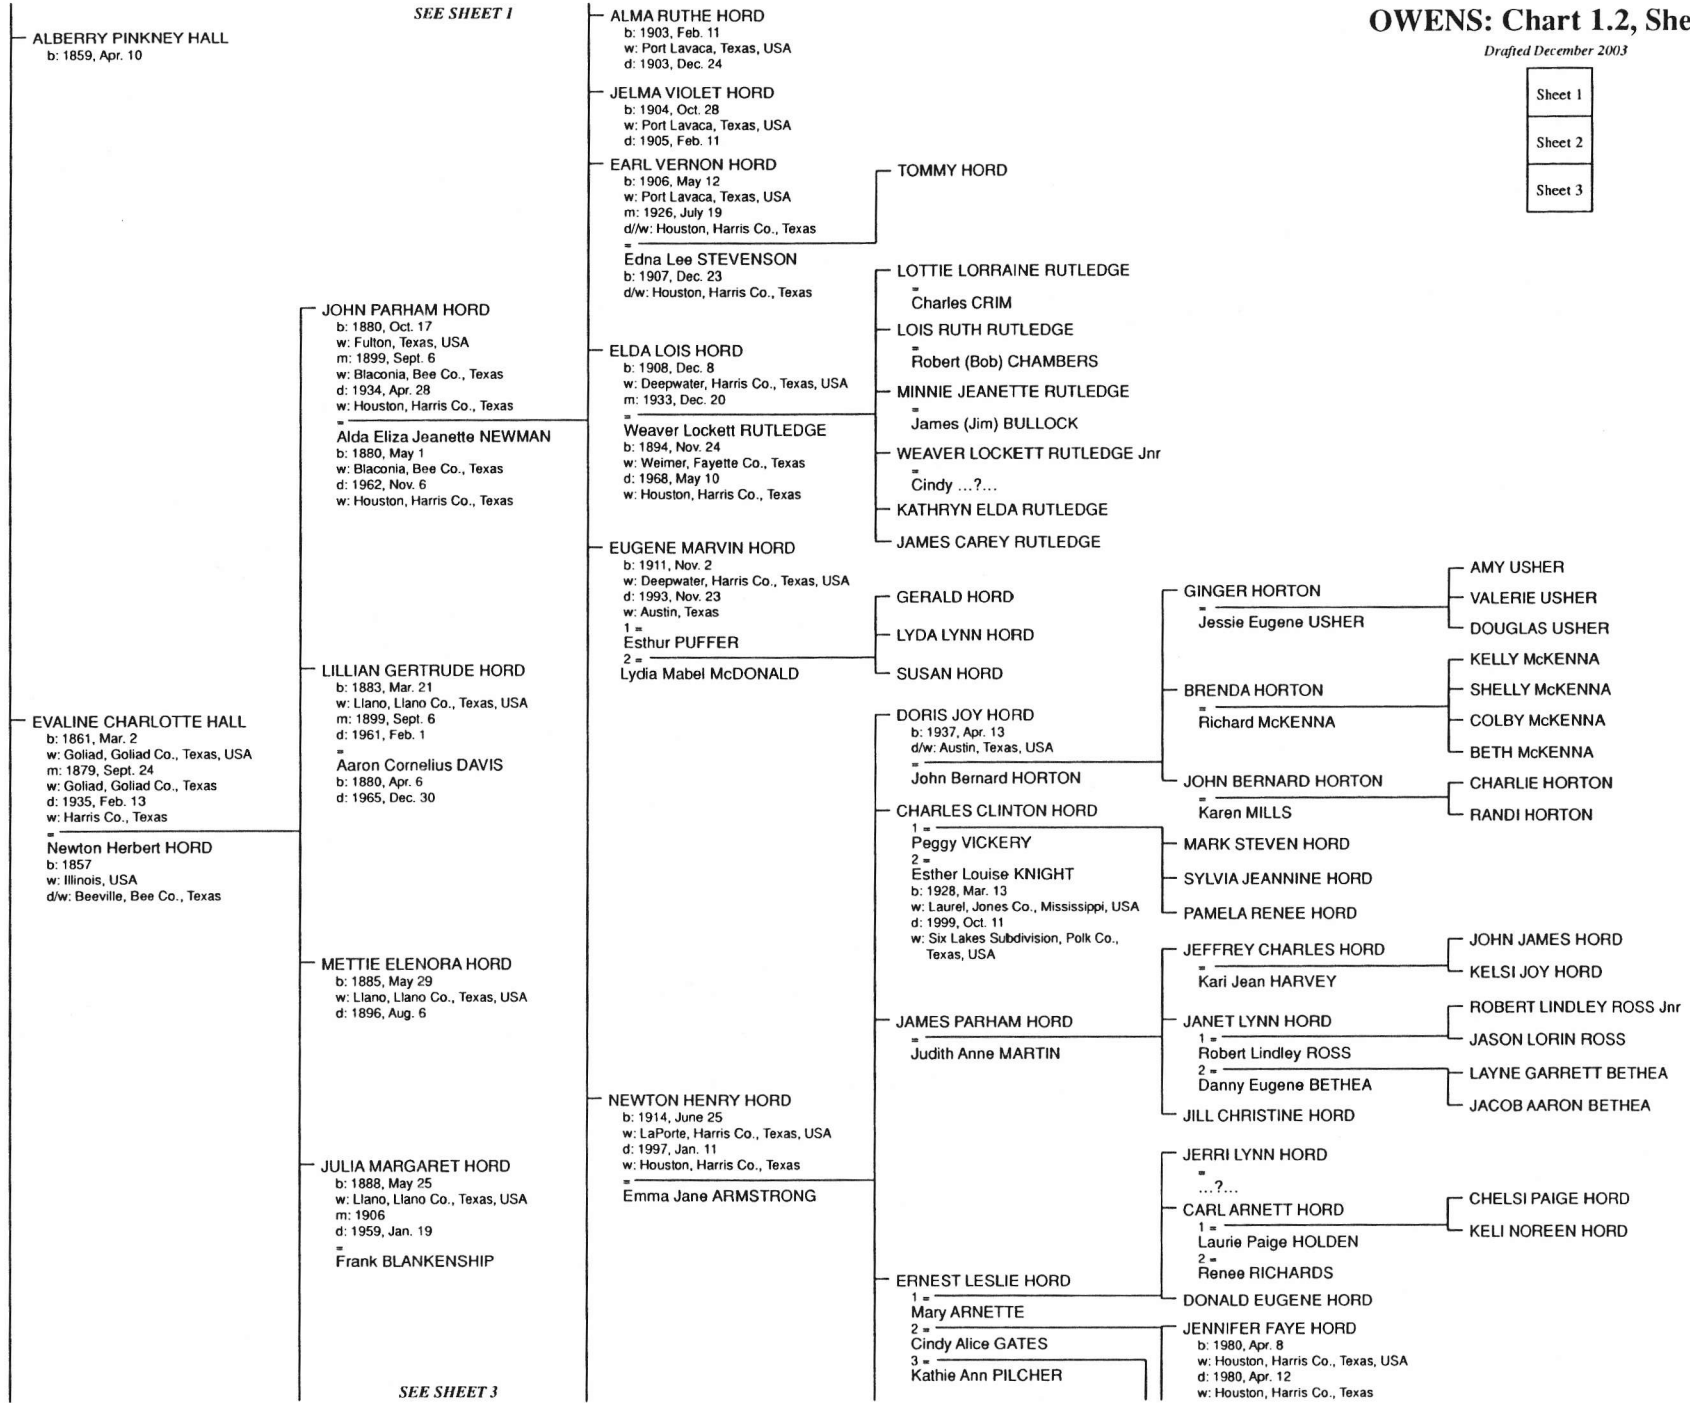 SEE SHEET 1
OWENS: Chart 1.2, She
Drafted December 2003
Sheet 1
Sheet 2
Sheet 3
ALBERRY PINKNEY HALL
b: 1859, Apr. 10
EVALINE CHARLOTTE HALL
b: 1861, Mar. 2
w: Goliad, Goliad Co., Texas, USA
m: 1879, Sept. 24
w: Goliad, Goliad Co., Texas
d: 1935, Feb. 13
w: Harris Co., Texas
=
Newton Herbert HORD
b: 1857
w: Illinois, USA
d/w: Beeville, Bee Co., Texas
JOHN PARHAM HORD
b: 1880, Oct. 17
w: Fulton, Texas, USA
m: 1899, Sept. 6
w: Blaconia, Bee Co., Texas
d: 1934, Apr. 28
w: Houston, Harris Co., Texas
=
Alda Eliza Jeanette NEWMAN
b: 1880, May 1
w: Blaconia, Bee Co., Texas
d: 1962, Nov. 6
w: Houston, Harris Co., Texas
LILLIAN GERTRUDE HORD
b: 1883, Mar. 21
w: Llano, Llano Co., Texas, USA
m: 1899, Sept. 6
d: 1961, Feb. 1
=
Aaron Cornelius DAVIS
b: 1880, Apr. 6
d: 1965, Dec. 30
METTIE ELENORA HORD
b: 1885, May 29
w: Llano, Llano Co., Texas, USA
d: 1896, Aug. 6
JULIA MARGARET HORD
b: 1888, May 25
w: Llano, Llano Co., Texas, USA
m: 1906
d: 1959, Jan. 19
=
Frank BLANKENSHIP
SEE SHEET 3
ALMA RUTHE HORD
b: 1903, Feb. 11
w: Port Lavaca, Texas, USA
d: 1903, Dec. 24
JELMA VIOLET HORD
b: 1904, Oct. 28
w: Port Lavaca, Texas, USA
d: 1905, Feb. 11
EARL VERNON HORD
b: 1906, May 12
w: Port Lavaca, Texas, USA
m: 1926, July 19
d//w: Houston, Harris Co., Texas
=
Edna Lee STEVENSON
b: 1907, Dec. 23
d/w: Houston, Harris Co., Texas
ELDA LOIS HORD
b: 1908, Dec. 8
w: Deepwater, Harris Co., Texas, USA
m: 1933, Dec. 20
=
Weaver Lockett RUTLEDGE
b: 1894, Nov. 24
w: Weimer, Fayette Co., Texas
d: 1968, May 10
w: Houston, Harris Co., Texas
EUGENE MARVIN HORD
b: 1911, Nov. 2
w: Deepwater, Harris Co., Texas, USA
d: 1993, Nov. 23
w: Austin, Texas
1 =
Esthur PUFFER
2 =
Lydia Mabel McDONALD
NEWTON HENRY HORD
b: 1914, June 25
w: LaPorte, Harris Co., Texas, USA
d: 1997, Jan. 11
w: Houston, Harris Co., Texas
=
Emma Jane ARMSTRONG
TOMMY HORD
LOTTIE LORRAINE RUTLEDGE
=
Charles CRIM
LOIS RUTH RUTLEDGE
=
Robert (Bob) CHAMBERS
MINNIE JEANETTE RUTLEDGE
=
James (Jim) BULLOCK
WEAVER LOCKETT RUTLEDGE Jnr
=
Cindy ...?...
KATHRYN ELDA RUTLEDGE
JAMES CAREY RUTLEDGE
GERALD HORD
LYDA LYNN HORD
SUSAN HORD
DORIS JOY HORD
b: 1937, Apr. 13
d/w: Austin, Texas, USA
=
John Bernard HORTON
CHARLES CLINTON HORD
1 =
Peggy VICKERY
2 =
Esther Louise KNIGHT
b: 1928, Mar. 13
w: Laurel, Jones Co., Mississippi, USA
d: 1999, Oct. 11
w: Six Lakes Subdivision, Polk Co.,
Texas, USA
JAMES PARHAM HORD
=
Judith Anne MARTIN
ERNEST LESLIE HORD
1 =
Mary ARNETTE
2 =
Cindy Alice GATES
3 =
Kathie Ann PILCHER
GINGER HORTON
=
Jessie Eugene USHER
BRENDA HORTON
=
Richard McKENNA
JOHN BERNARD HORTON
=
Karen MILLS
MARK STEVEN HORD
SYLVIA JEANNINE HORD
PAMELA RENEE HORD
JEFFREY CHARLES HORD
=
Kari Jean HARVEY
JANET LYNN HORD
1 =
Robert Lindley ROSS
2 =
Danny Eugene BETHEA
JILL CHRISTINE HORD
JERRI LYNN HORD
=
...?...
CARL ARNETT HORD
1 =
Laurie Paige HOLDEN
2 =
Renee RICHARDS
DONALD EUGENE HORD
JENNIFER FAYE HORD
b: 1980, Apr. 8
w: Houston, Harris Co., Texas, USA
d: 1980, Apr. 12
w: Houston, Harris Co., Texas
AMY USHER
VALERIE USHER
DOUGLAS USHER
KELLY McKENNA
SHELLY McKENNA
COLBY McKENNA
BETH McKENNA
CHARLIE HORTON
RANDI HORTON
JOHN JAMES HORD
KELSI JOY HORD
ROBERT LINDLEY ROSS Jnr
JASON LORIN ROSS
LAYNE GARRETT BETHEA
JACOB AARON BETHEA
CHELSI PAIGE HORD
KELI NOREEN HORD